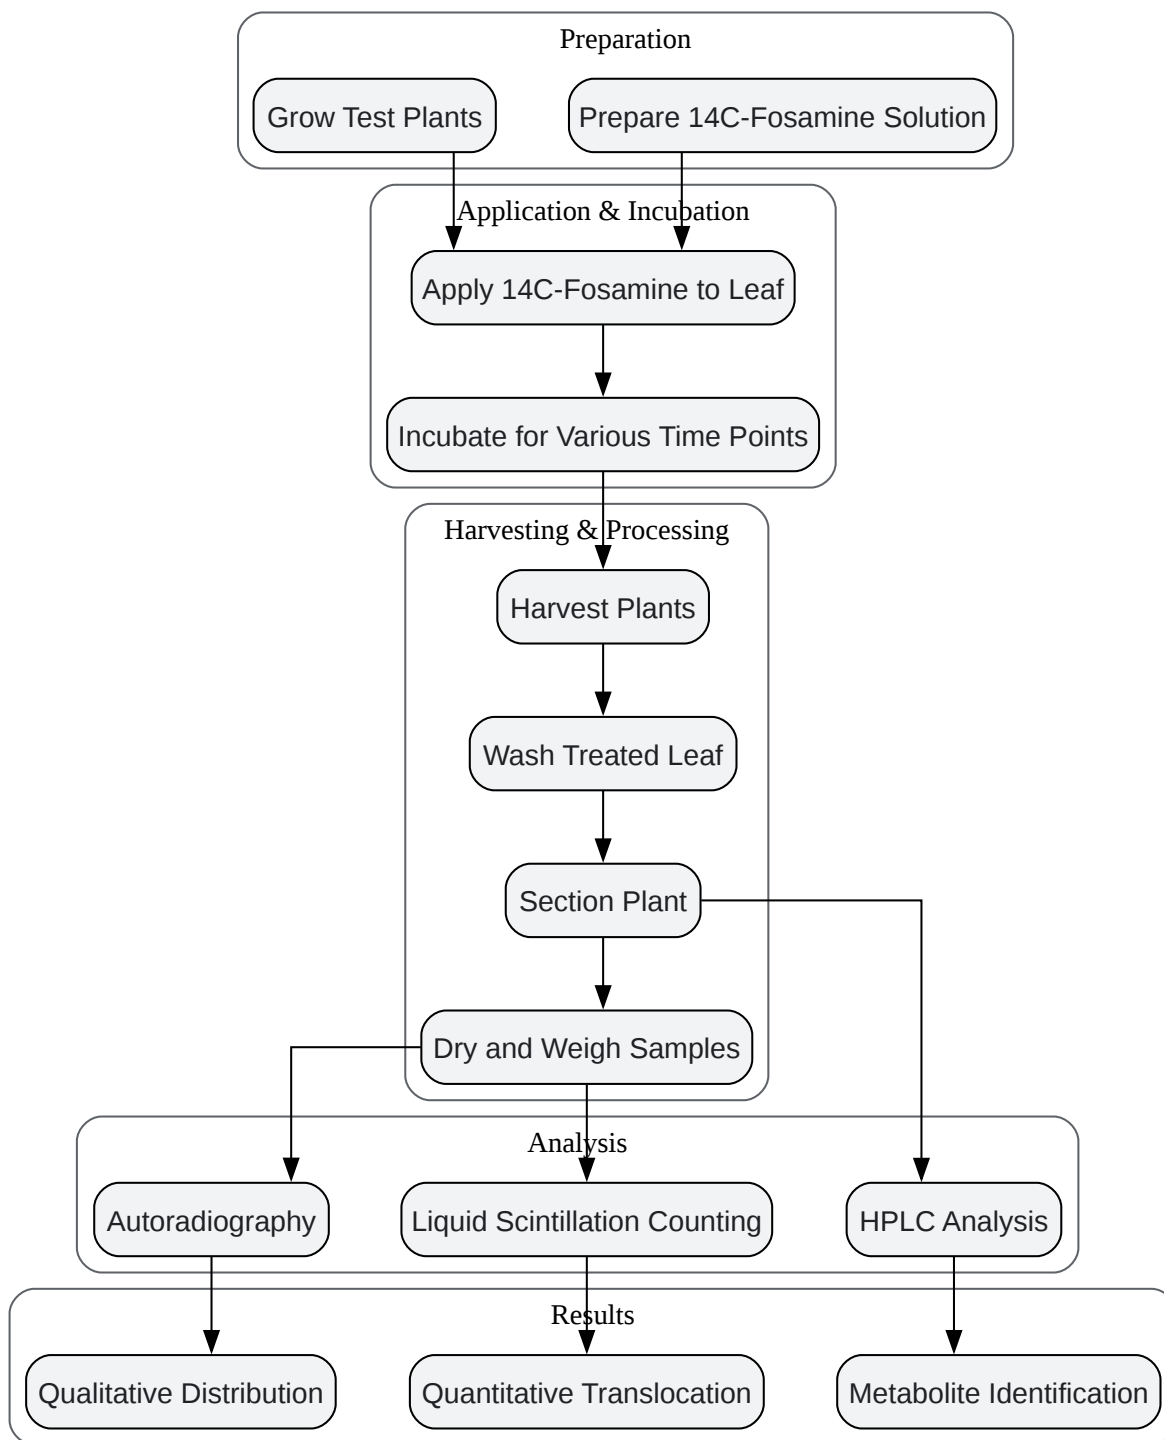 Preparation
Grow Test Plants
Prepare 14C-Fosamine Solution
Application & Incubation
Apply 14C-Fosamine to Leaf
Incubate for Various Time Points
Harvesting & Processing
Harvest Plants
Wash Treated Leaf
Section Plant
Dry and Weigh Samples
Analysis
Autoradiography
Liquid Scintillation Counting
HPLC Analysis
Results
Qualitative Distribution
Quantitative Translocation
Metabolite Identification